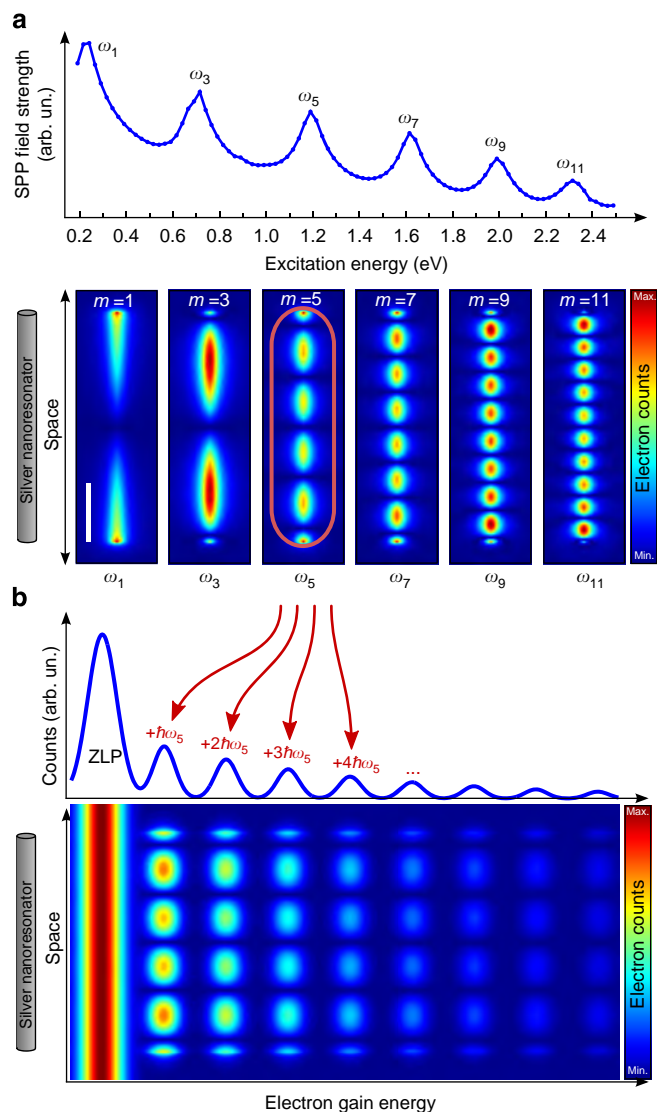 a
SPP field strength
(arb. un.)
ω1
ω3
ω5
ω7
ω9
ω11
0.2 0.4 0.6 0.8 1.0 1.2 1.4 1.6 1.8 2.0 2.2 2.4
Excitation energy (eV)
Silver nanoresonator
Space
m =1 m =3 m =5 m =7 m =9 m =11
Max.
Electron counts
Min.
ω1 ω3 ω5 ω7 ω9 ω11
b
Counts (arb. un.)
ZLP
+ℏω5
+2ℏω5
+3ℏω5
+4ℏω5
...
Silver nanoresonator
Space
Max.
Electron counts
Min.
Electron gain energy